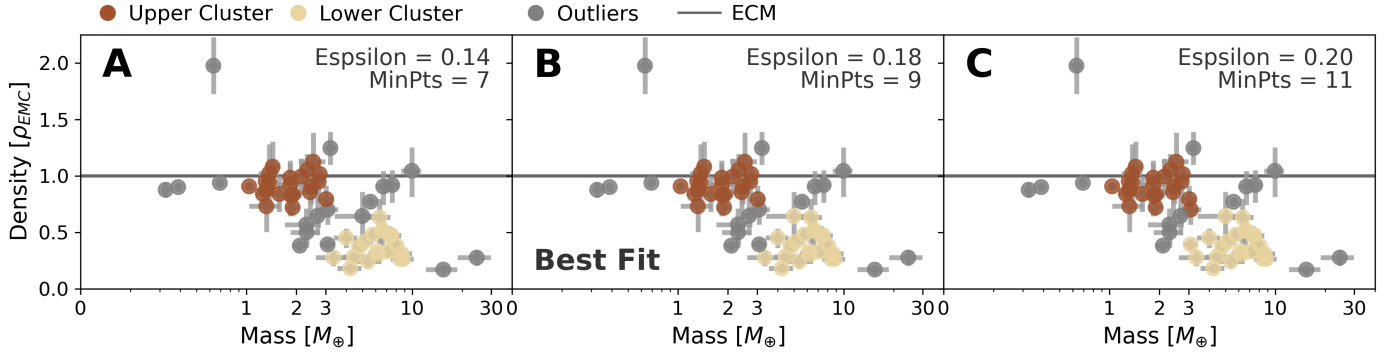 Upper Cluster Lower Cluster Outliers ECM
A Espsilon = 0.14
MinPts = 7
B Espsilon = 0.18
MinPts = 9
Best Fit
C Espsilon = 0.20
MinPts = 11
Density [ρEMC]
2.0
1.5
1.0
0.5
0.0
0 1 2 3 10 30 0 1 2 3 10 30 0 1 2 3 10 30
Mass [M⊕] Mass [M⊕] Mass [M⊕]